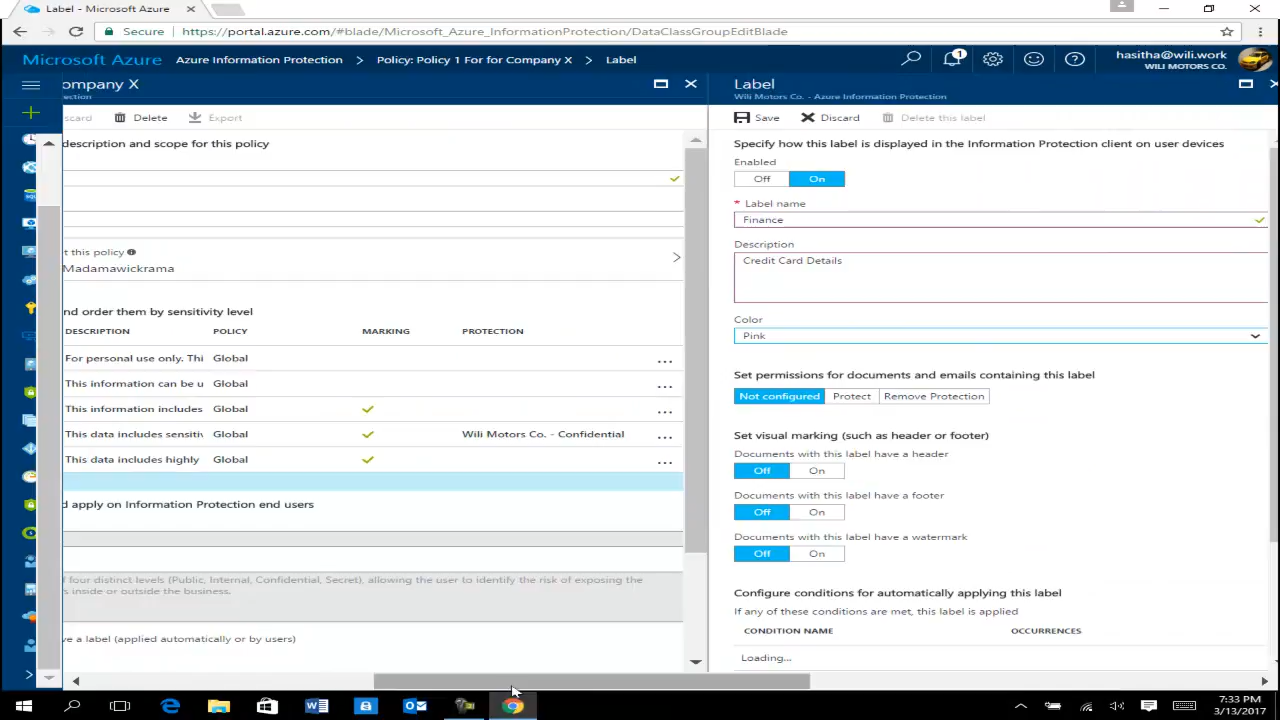 Label - Microsoft Azure
Secure https://portal.azure.com/#blade/Microsoft_Azure_InformationProtection/DataClassGroupEditBlade
Microsoft Azure Azure Information Protection > Policy: Policy 1 For for Company X > Label
1
hasitha@wili.work
WILI MOTORS CO.
ompany X
ection
scard Delete Export
description and scope for this policy
t this policy
Madamawickrama
nd order them by sensitivity level
DESCRIPTION POLICY MARKING PROTECTION
For personal use only. Thi Global ...
This information can be u Global ...
This information includes Global ...
This data includes sensitiv Global Wili Motors Co. - Confidential ...
This data includes highly Global ...
d apply on Information Protection end users
of four distinct levels (Public, Internal, Confidential, Secret), allowing the user to identify the risk of exposing the
s inside or outside the business.
ve a label (applied automatically or by users)
Label
Wili Motors Co. - Azure Information Protection
Save Discard Delete this label
Specify how this label is displayed in the Information Protection client on user devices
Enabled
Off On
* Label name
Finance
Description
Credit Card Details
Color
Pink
Set permissions for documents and emails containing this label
Not configured Protect Remove Protection
Set visual marking (such as header or footer)
Documents with this label have a header
Off On
Documents with this label have a footer
Off On
Documents with this label have a watermark
Off On
Configure conditions for automatically applying this label
If any of these conditions are met, this label is applied
CONDITION NAME OCCURRENCES
Loading...
7:33 PM
3/13/2017